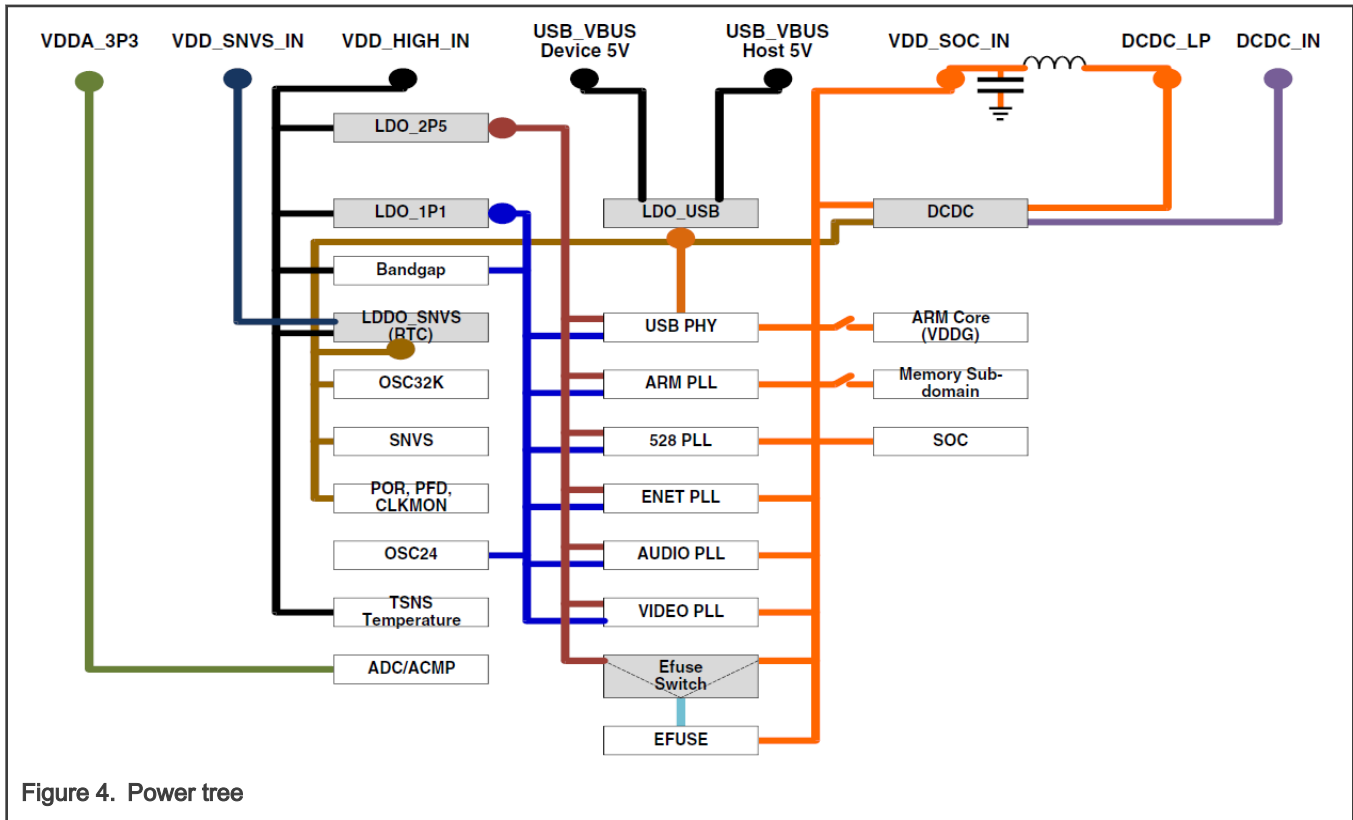 VDDA_3P3
VDD_SNVS_IN
VDD_HIGH_IN
USB_VBUS
Device 5V
USB_VBUS
Host 5V
VDD_SOC_IN
DCDC_LP
DCDC_IN
LDO_2P5
LDO_1P1
LDO_USB
DCDC
Bandgap
LDDO_SNVS
(RTC)
USB PHY
ARM Core
(VDDG)
OSC32K
ARM PLL
Memory Sub-
domain
SNVS
528 PLL
SOC
POR, PFD,
CLKMON
ENET PLL
OSC24
AUDIO PLL
TSNS
Temperature
VIDEO PLL
ADC/ACMP
Efuse
Switch
EFUSE
Figure 4. Power tree